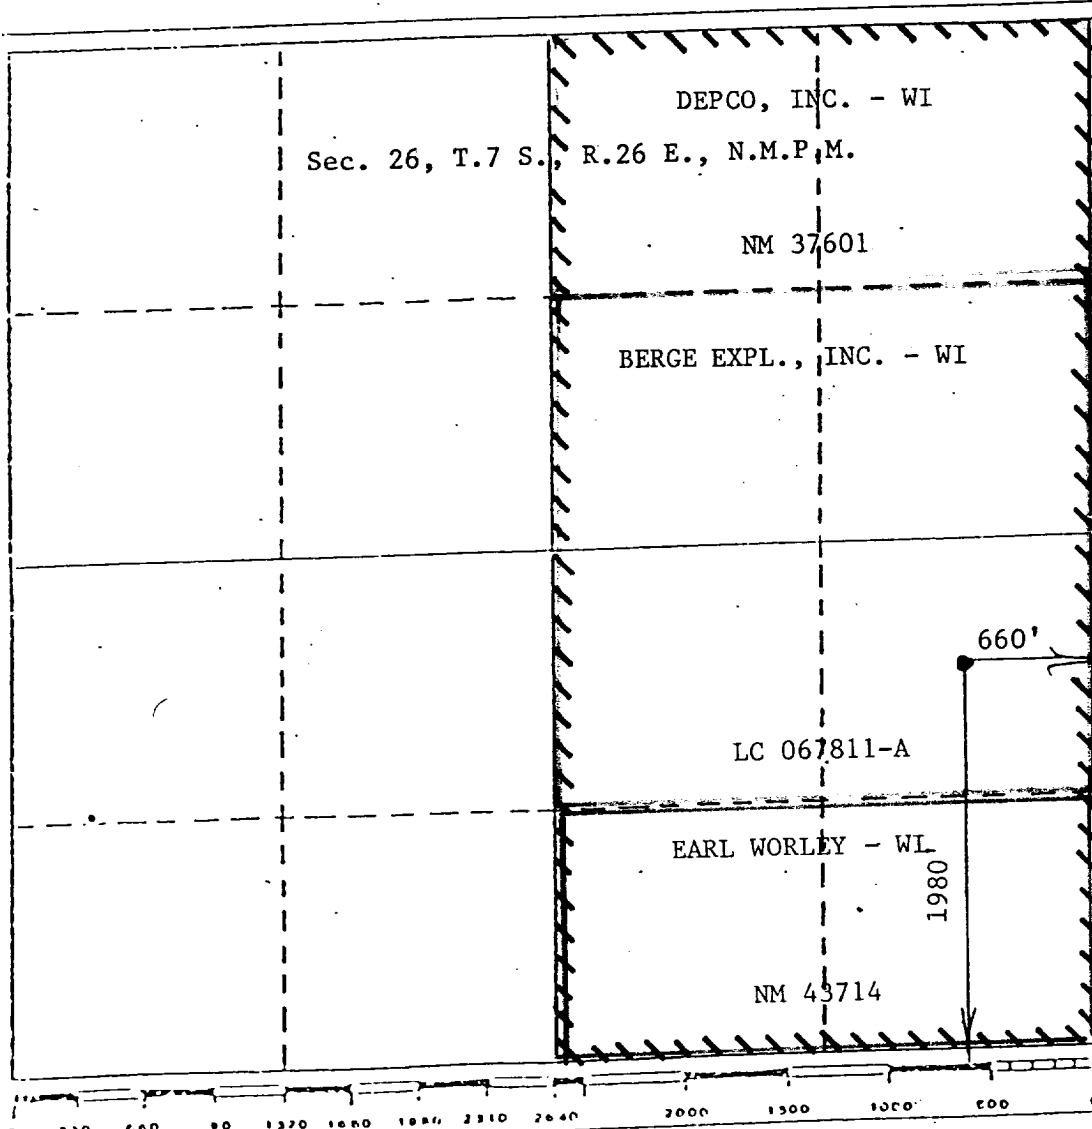 DEPCO, INC. - WI
Sec. 26, T.7 S., R.26 E., N.M.P.M.
NM 37601
BERGE EXPL., INC. - WI
660'
LC 067811-A
EARL WORLEY - WI
1980
NM 43714
1320 1650 1980 2310 2640 2000 1500 1000